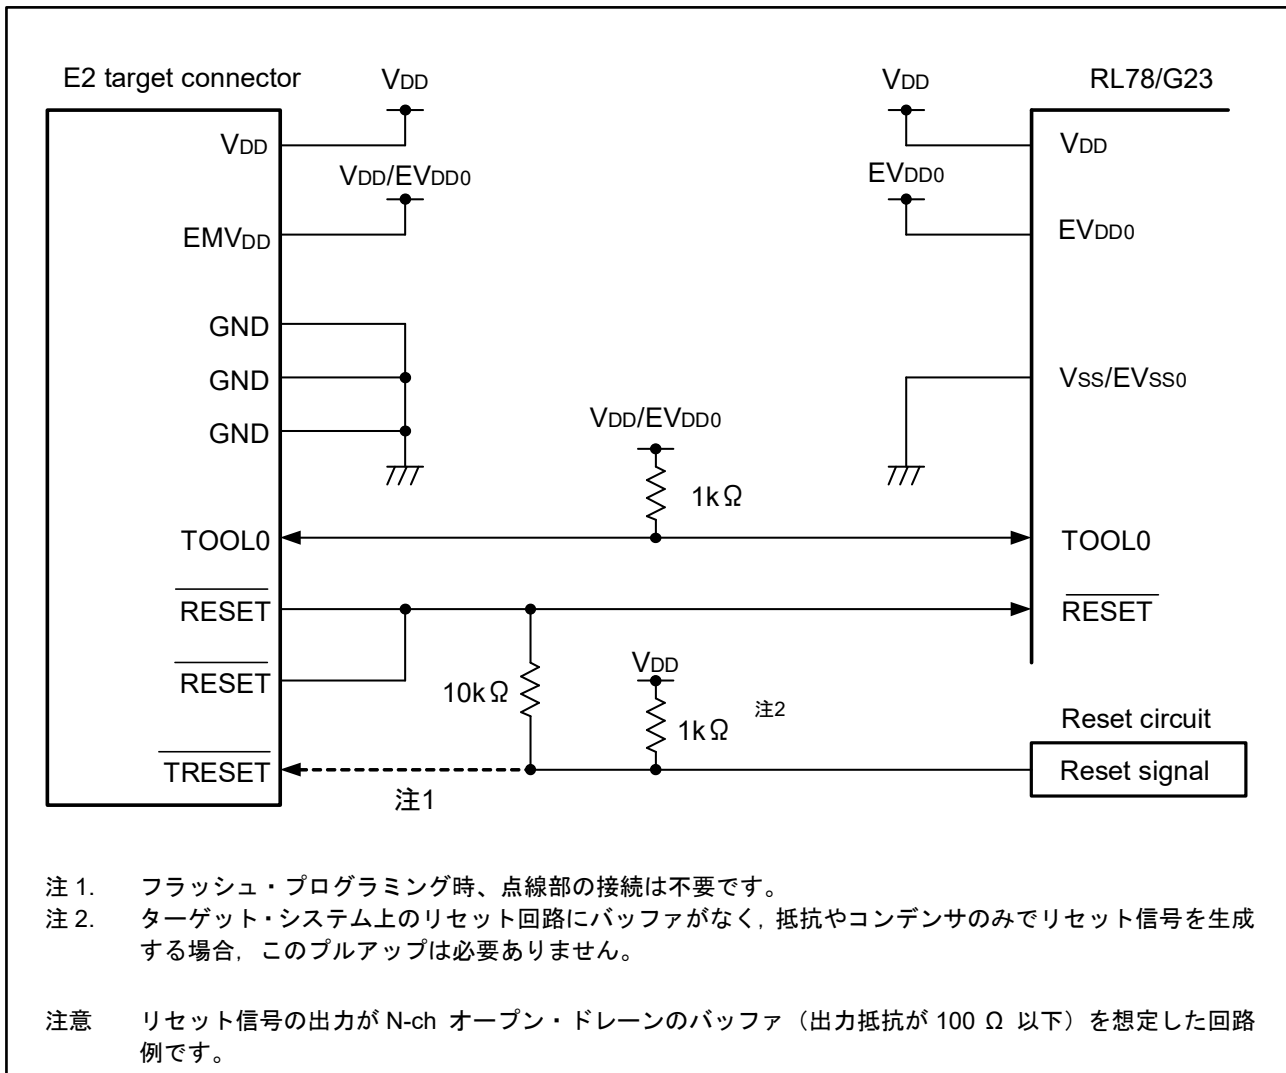 E2 target connector
VDD
VDD
RL78/G23
VDD
VDD
VDD/EVDD0
EVDD0
EMVDD
EVDD0
GND
GND
VSS/EVSS0
GND
VDD/EVDD0
1kΩ
TOOL0
TOOL0
RESET
RESET
RESET
VDD
10kΩ
1kΩ
注2
Reset circuit
TRESET
Reset signal
注1
注 1. フラッシュ・プログラミング時、点線部の接続は不要です。
注 2. ターゲット・システム上のリセット回路にバッファがなく, 抵抗やコンデンサのみでリセット信号を生成
する場合, このプルアップは必要ありません。
注意 リセット信号の出力が N-ch オープン・ドレーンのバッファ（出力抵抗が 100 Ω 以下）を想定した回路
例です。